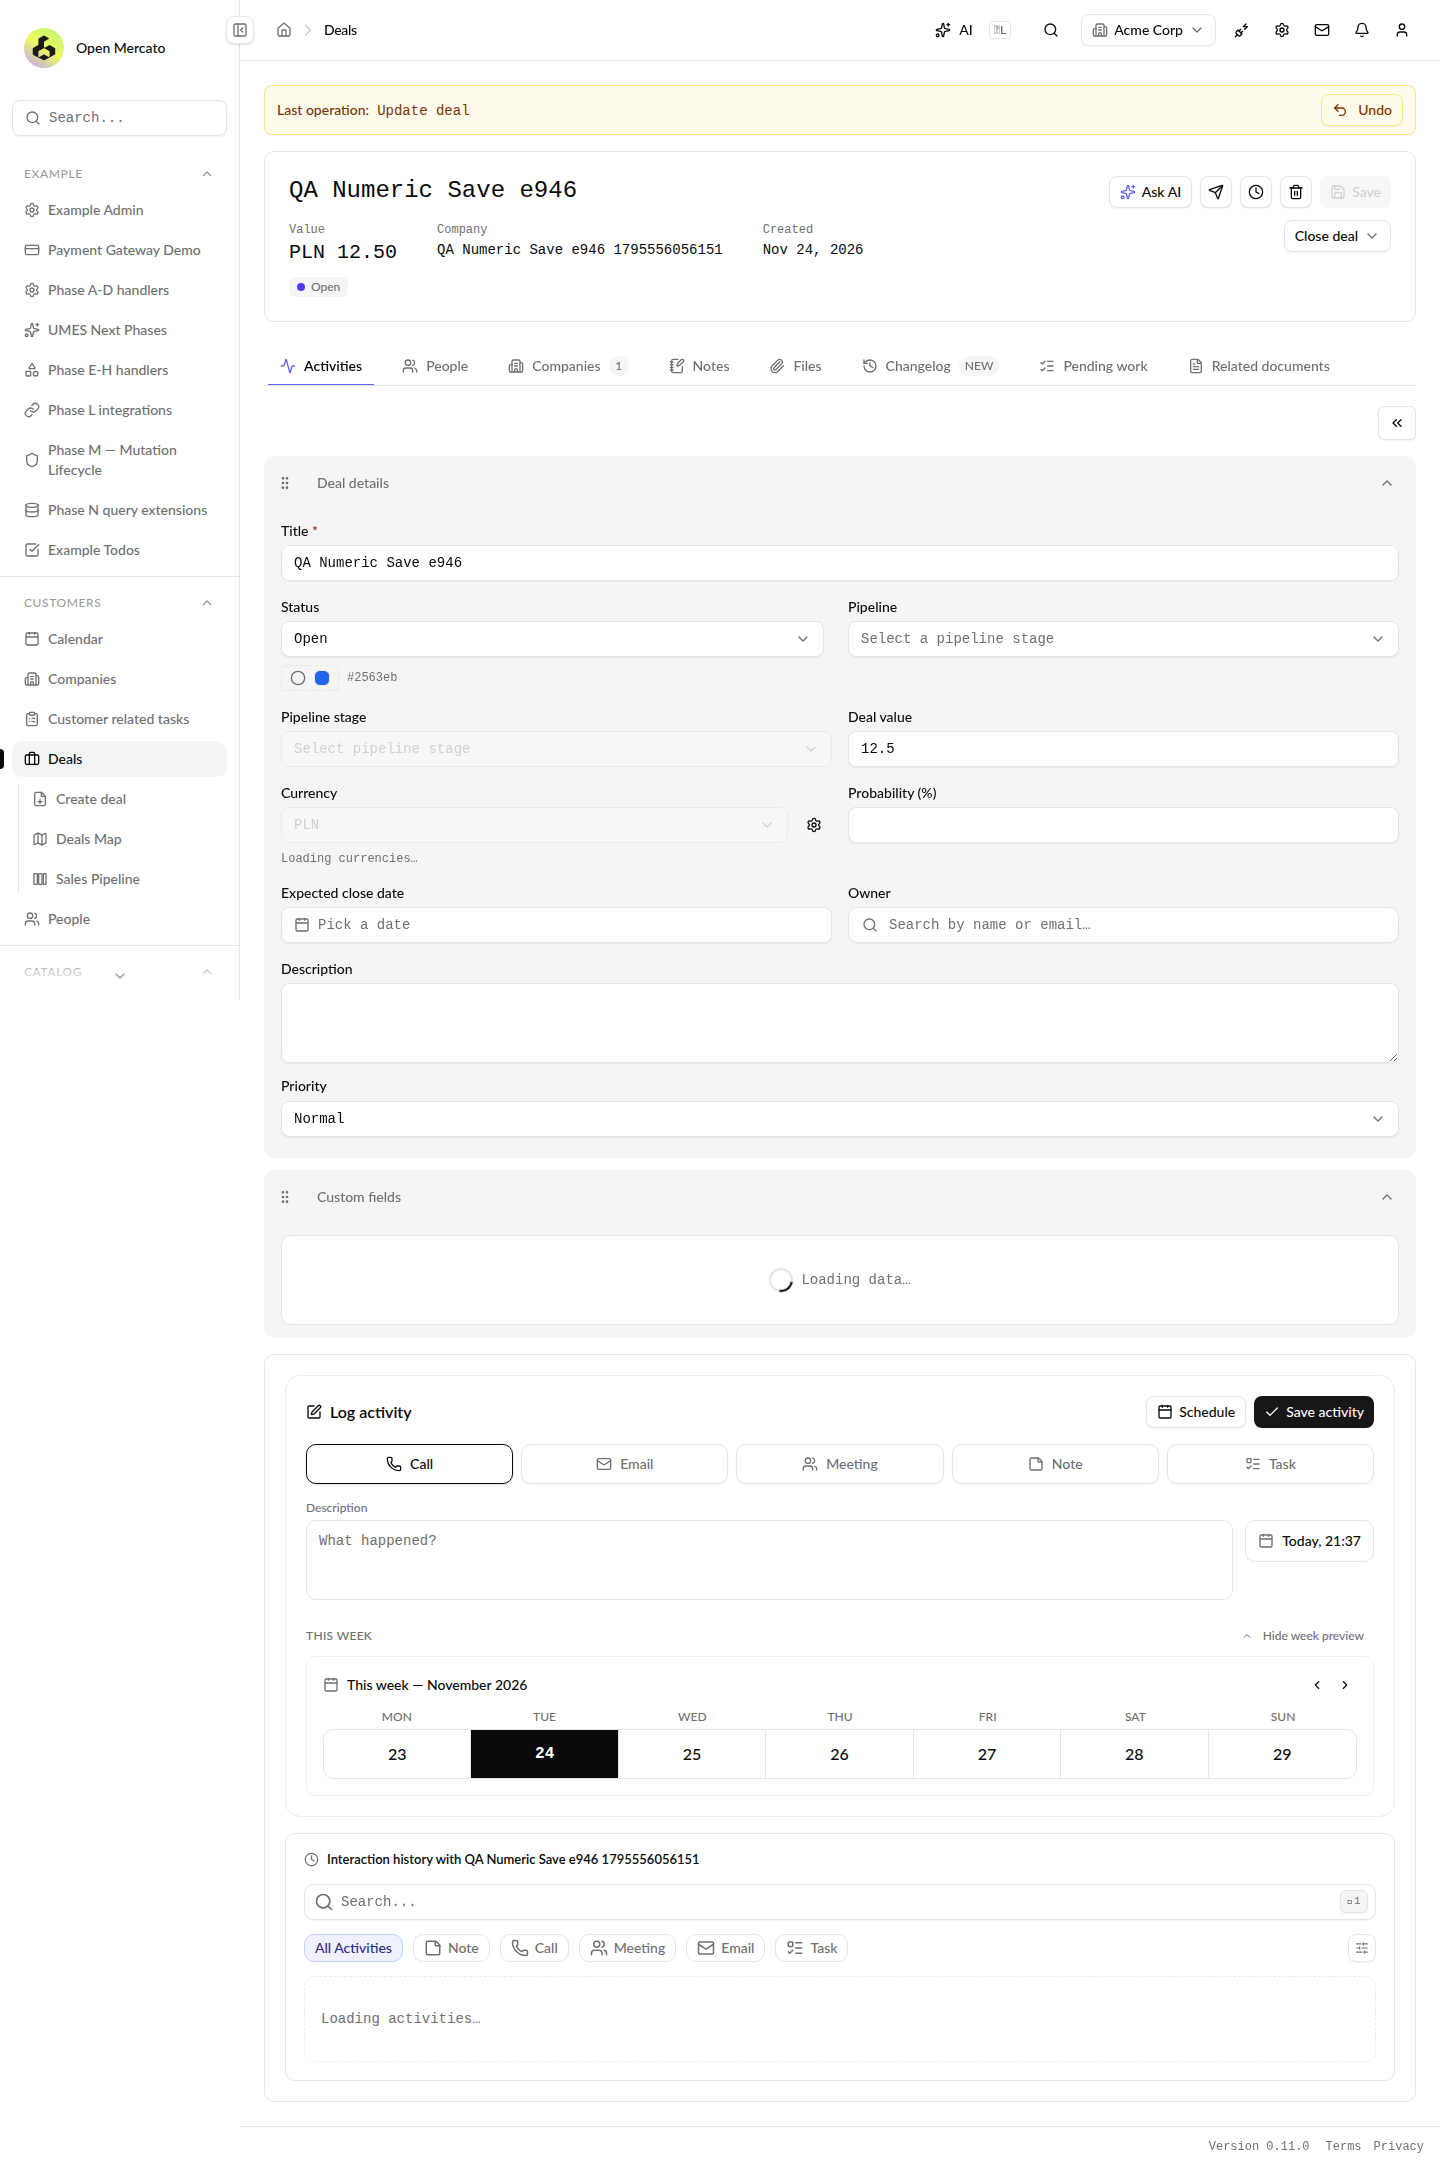 Open Mercato
Search...
EXAMPLE
Example Admin
Payment Gateway Demo
Phase A-D handlers
UMES Next Phases
Phase E-H handlers
Phase L integrations
Phase M — Mutation
Lifecycle
Phase N query extensions
Example Todos
CUSTOMERS
Calendar
Companies
Customer related tasks
Deals
Create deal
Deals Map
Sales Pipeline
People
CATALOG
Deals
AI
L
Acme Corp
Last operation: Update deal
Undo
QA Numeric Save e946
Ask AI
Save
Value
Company
Created
PLN 12.50
QA Numeric Save e946 1795556056151
Nov 24, 2026
Close deal
Open
Activities
People
Companies 1
Notes
Files
Changelog NEW
Pending work
Related documents
Deal details
Title *
QA Numeric Save e946
Status
Pipeline
Open
Select a pipeline stage
#2563eb
Pipeline stage
Deal value
Select pipeline stage
12.5
Currency
Probability (%)
PLN
Loading currencies…
Expected close date
Owner
Pick a date
Search by name or email…
Description
Priority
Normal
Custom fields
Loading data…
Log activity
Schedule
Save activity
Call
Email
Meeting
Note
Task
Description
What happened?
Today, 21:37
THIS WEEK
Hide week preview
This week — November 2026
MON TUE WED THU FRI SAT SUN
23 24 25 26 27 28 29
Interaction history with QA Numeric Save e946 1795556056151
Search...
1
All Activities
Note
Call
Meeting
Email
Task
Loading activities…
Version 0.11.0 Terms Privacy